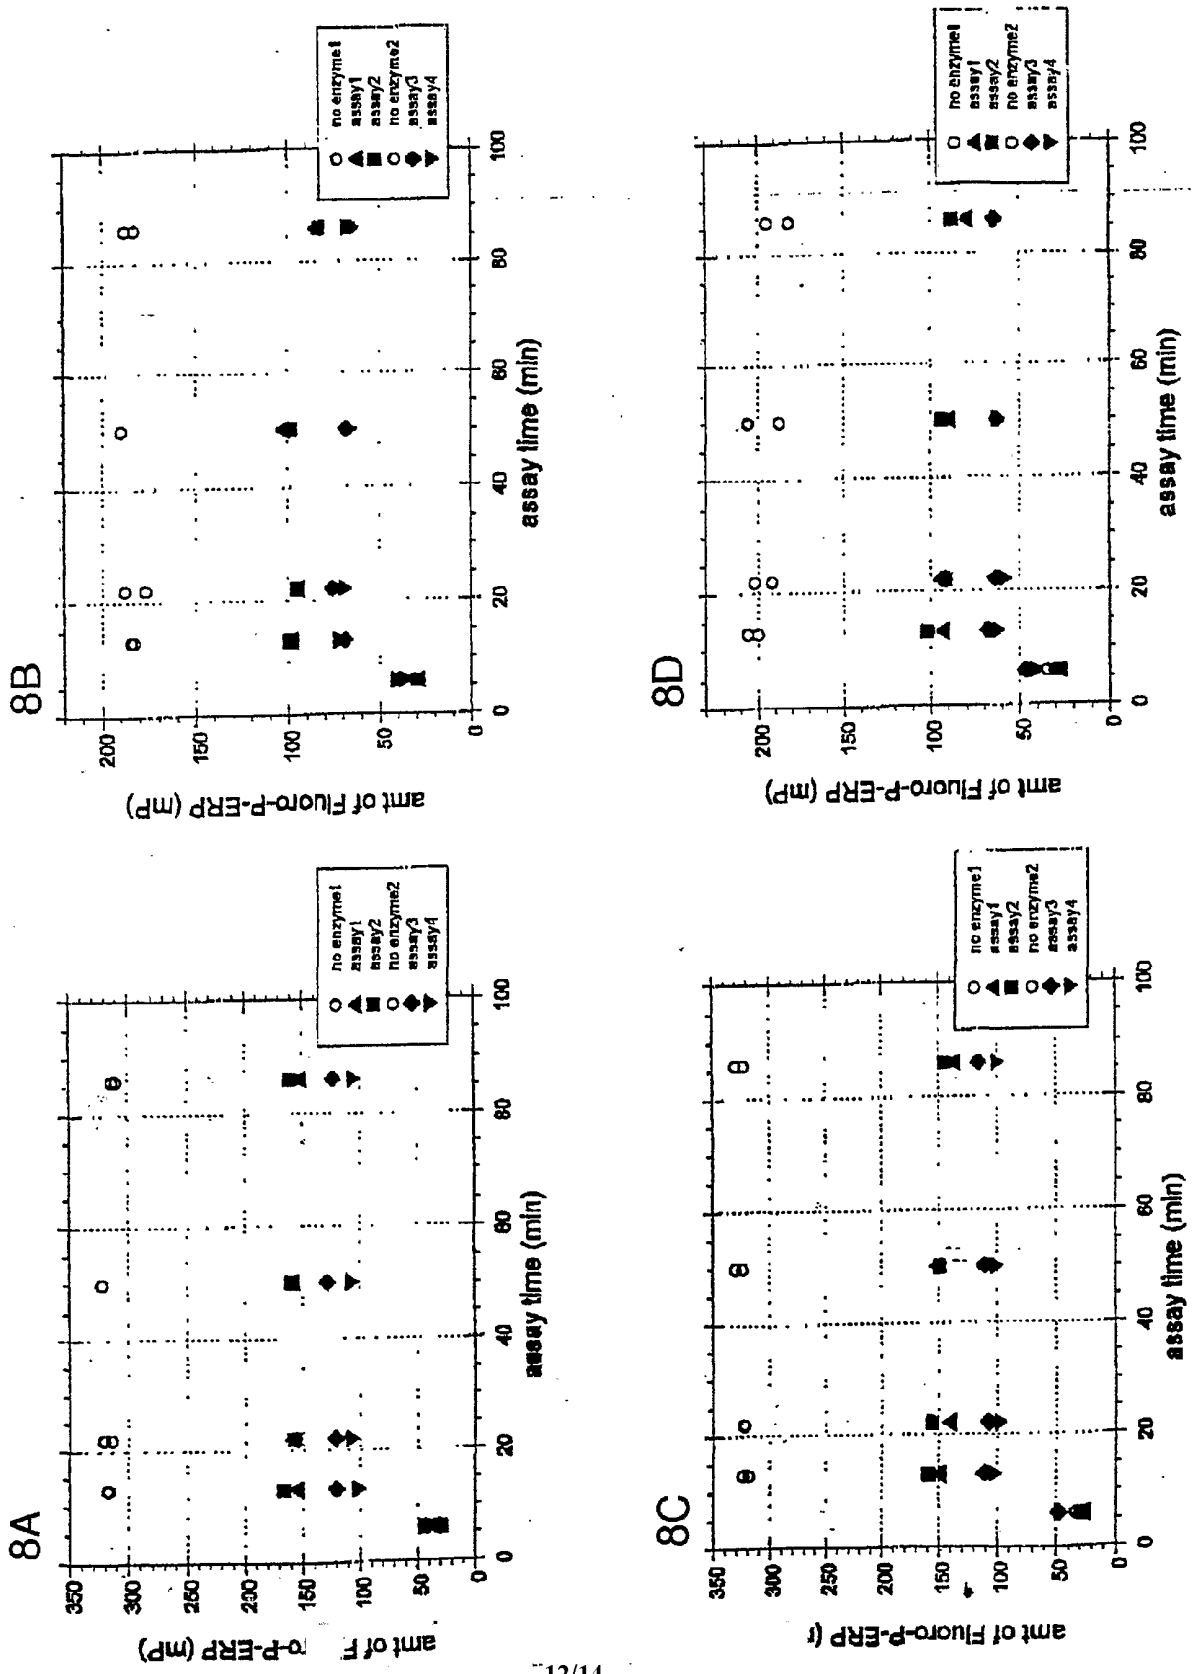 8A
amt of F ro-P-ERP (mP)
350
300
250
200
150
100
50
0
0
20
40
60
80
100
assay time (min)
no enzyme1
assay1
assay2
no enzyme2
assay3
assay4
8B
amt of Fluoro-P-ERP (mP)
200
150
100
50
0
0
20
40
60
80
100
assay time (min)
no enzyme1
assay1
assay2
no enzyme2
assay3
assay4
8C
amt of Fluoro-P-ERP (
350
300
250
200
150
100
50
0
0
20
40
60
80
100
assay time (min)
no enzyme1
assay1
assay2
no enzyme2
assay3
assay4
8D
amt of Fluoro-P-ERP (mP)
200
150
100
50
0
0
20
40
60
80
100
assay time (min)
no enzyme1
assay1
assay2
no enzyme2
assay3
assay4
12/14